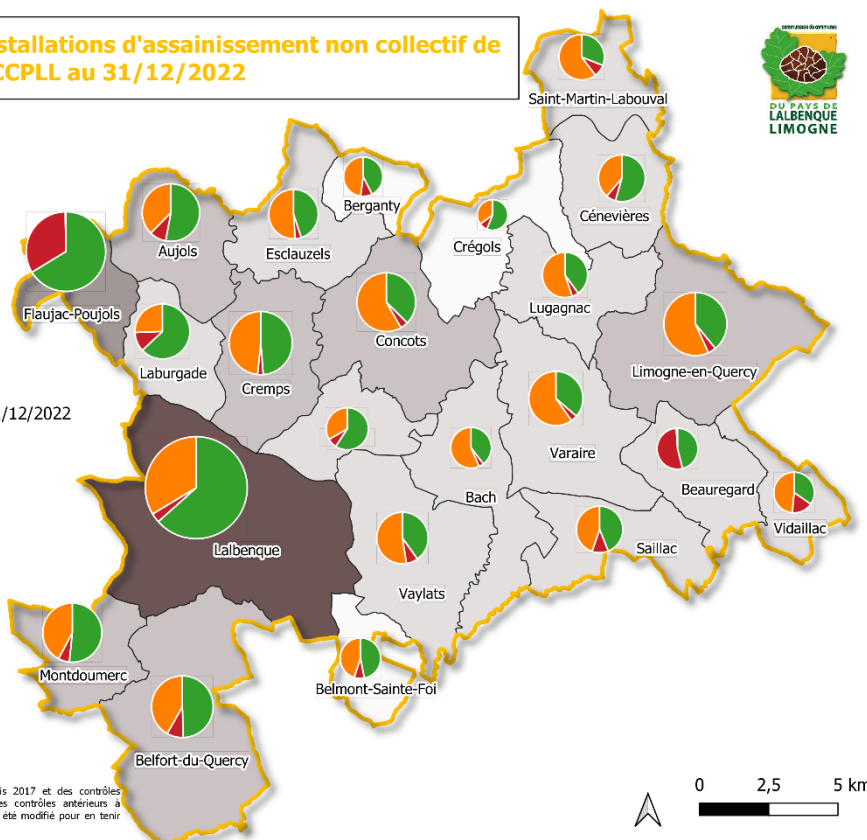 stallations d'assainissement non collectif de
CCPLL au 31/12/2022
communauté de communes
DU PAYS DE
LALBENQUE
LIMOGNE
Saint-Martin-Labouval
Berganty
Cénevières
Aujols
Esclauzels
Crégols
Flaujac-Poujols
Lugagnac
Concots
Laburgade
Cremps
Limogne-en-Quercy
/12/2022
Varaire
Bach
Beauregard
Vidaillac
Lalbenque
Saillac
Vaylats
Montdoumerc
Belmont-Sainte-Foi
Belfort-du-Quercy
is 2017 et des contrôles
es contrôles antérieurs à
été modifié pour en tenir
0 2,5 5 km